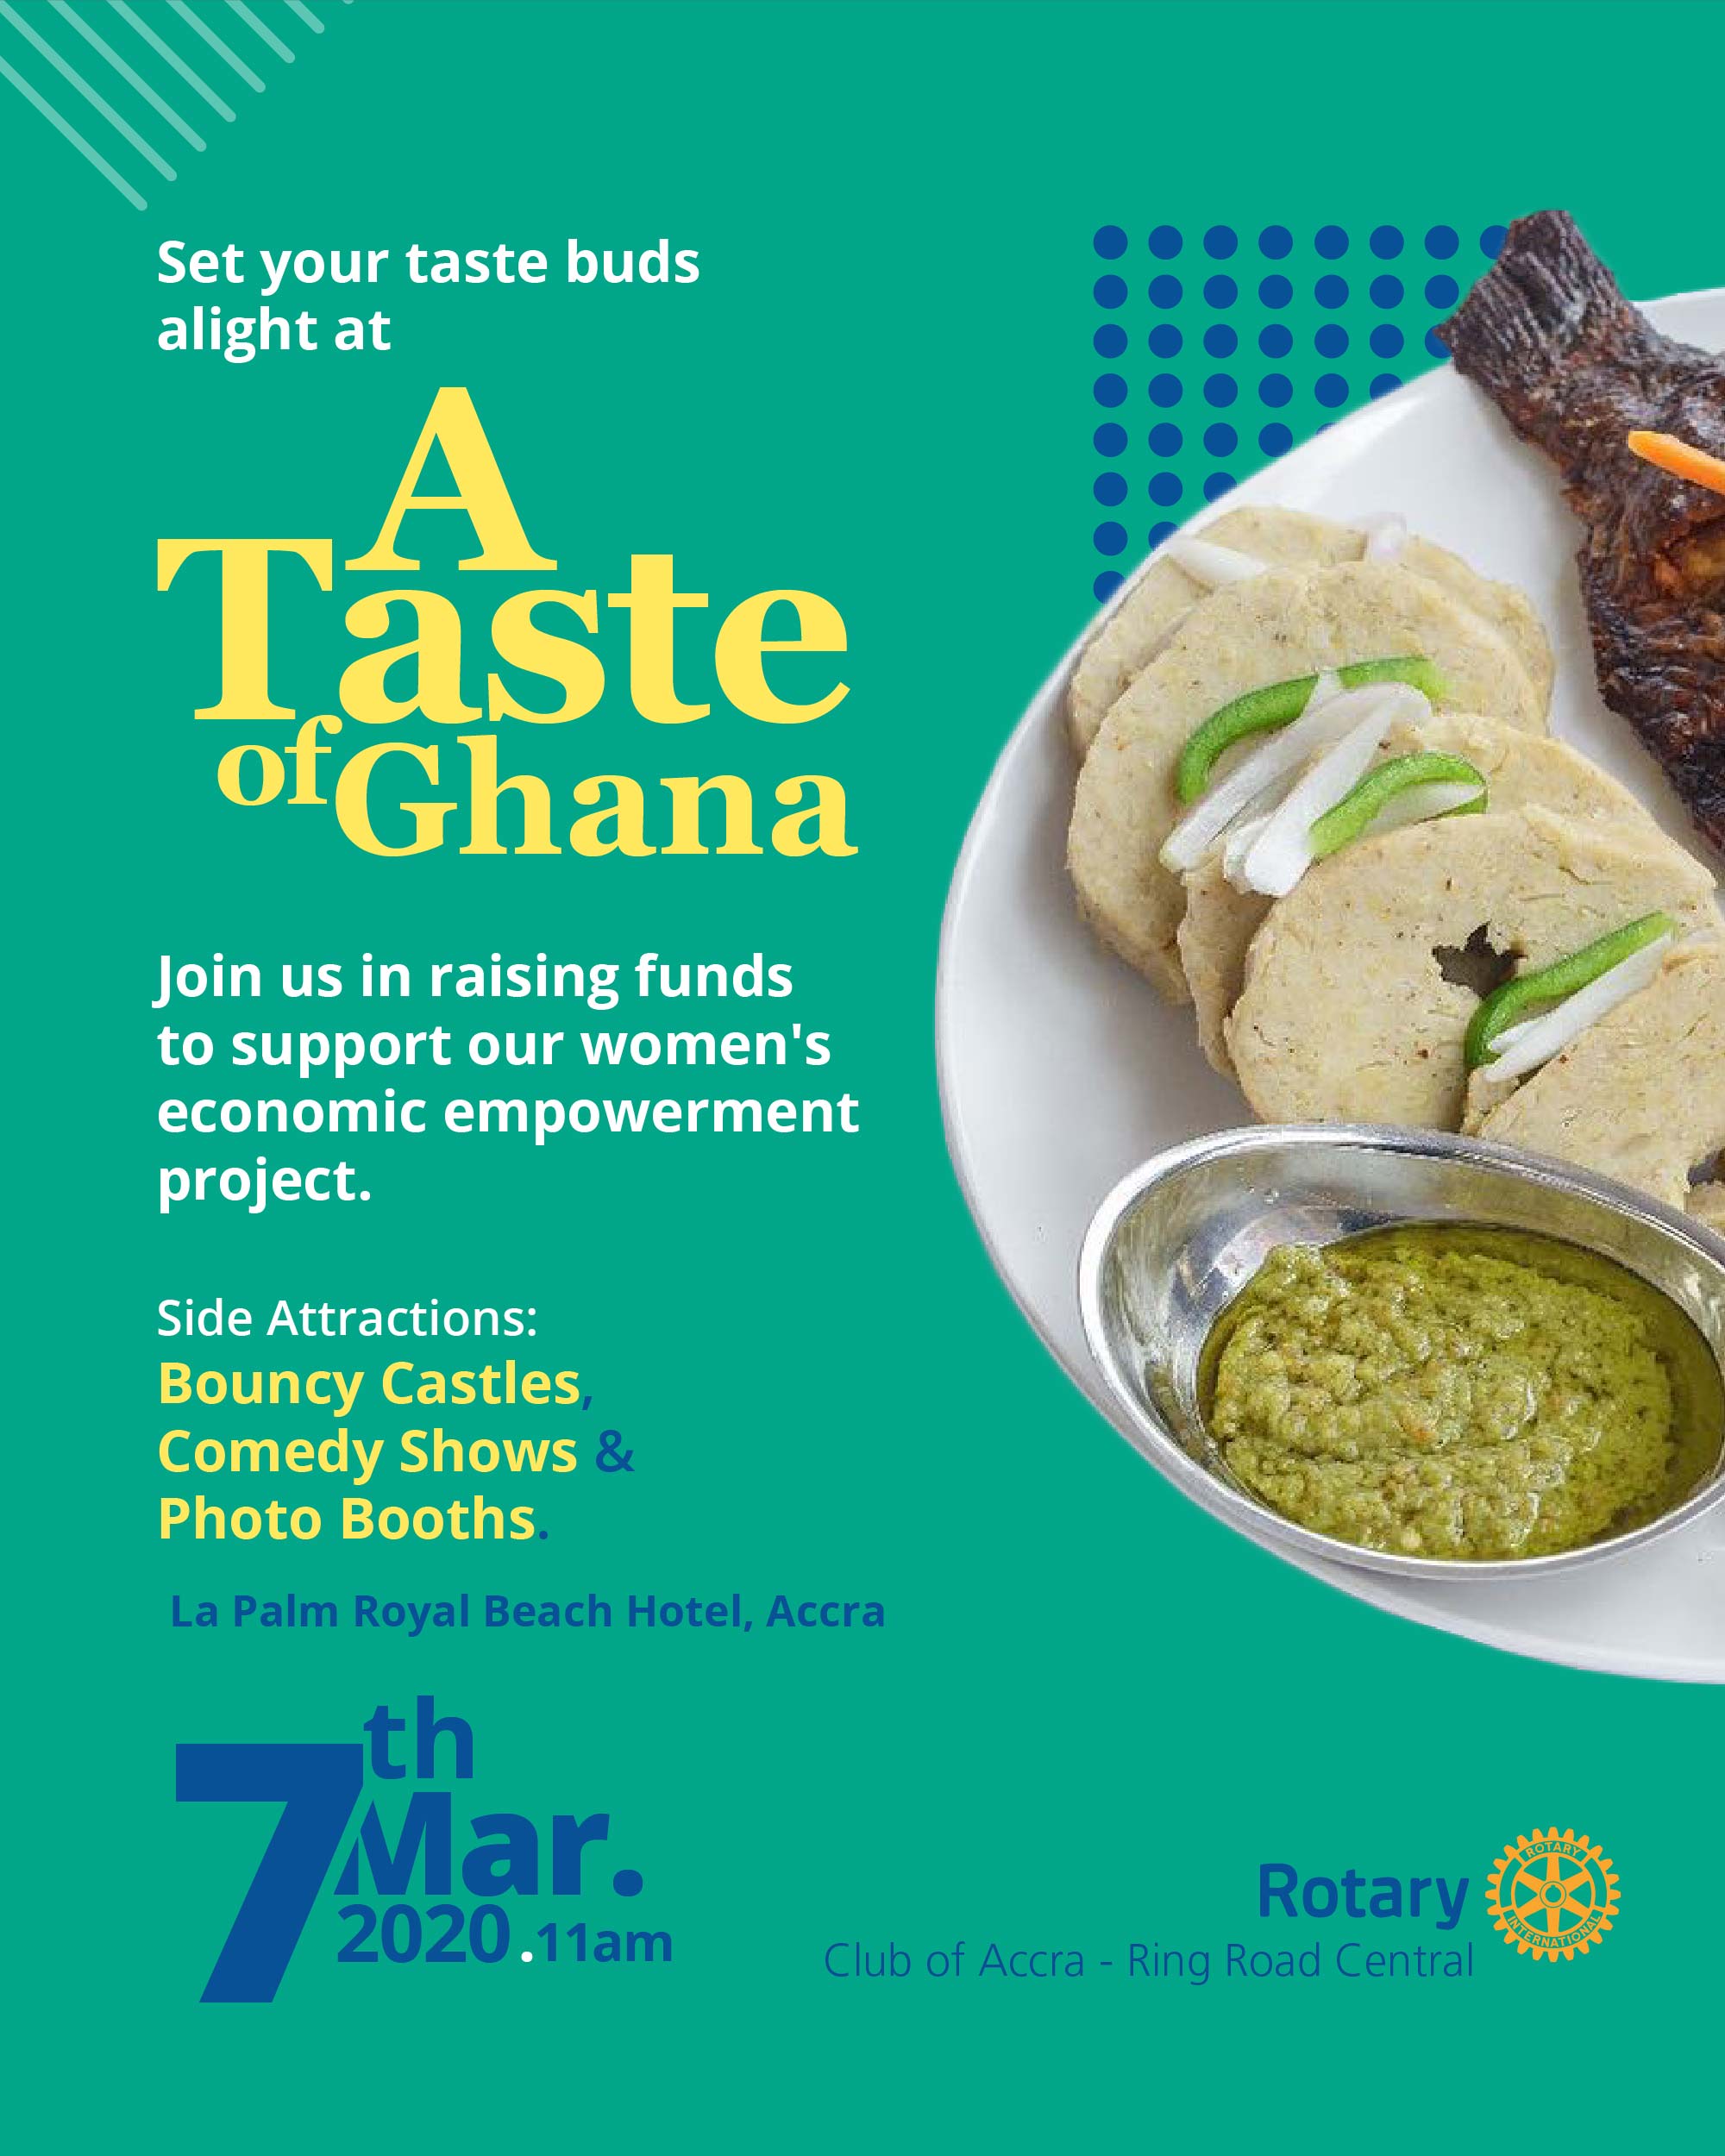 Set your taste buds
alight at
A
Taste
of Ghana
Join us in raising funds
to support our women's
economic empowerment
project.
Side Attractions:
Bouncy Castles,
Comedy Shows &
Photo Booths.
La Palm Royal Beach Hotel, Accra
7th
Mar.
2020.11am
Rotary
Club of Accra - Ring Road Central
ROTARY
INTERNATIONAL